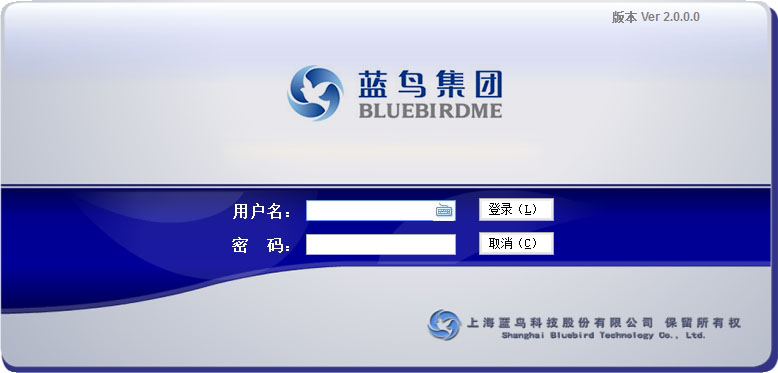 版本 Ver 2.0.0.0
蓝鸟集团
BLUEBIRDME
用户名： 登录（L）
密 码： 取消（C）
上海蓝鸟科技股份有限公司 保留所有权
Shanghai Bluebird Technology Co., Ltd.